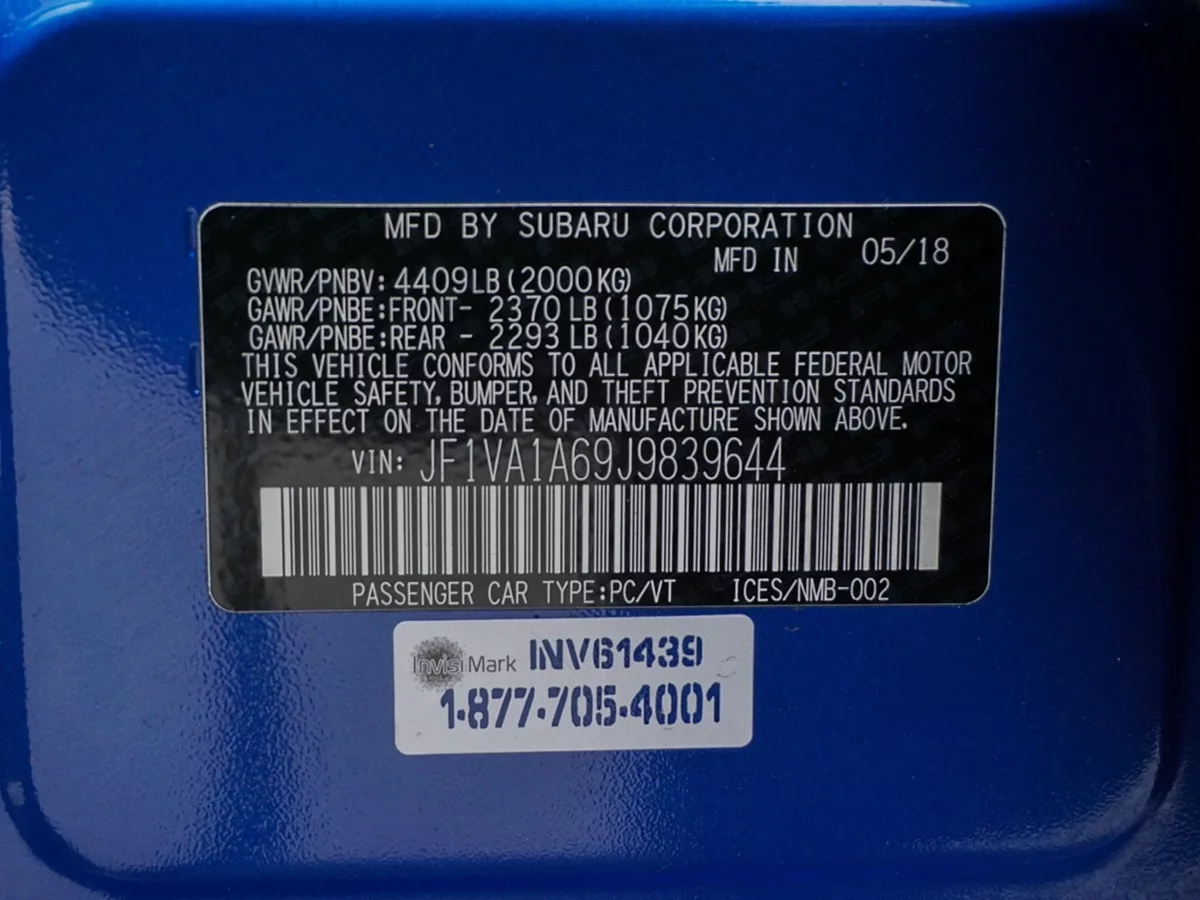 MFD BY SUBARU CORPORATION
MFD IN 05/18
GVWR/PNBV: 4409LB(2000KG)
GAWR/PNBE:FRONT- 2370 LB(1075KG)
GAWR/PNBE:REAR - 2293 LB(1040KG)
THIS VEHICLE CONFORMS TO ALL APPLICABLE FEDERAL MOTOR
VEHICLE SAFETY, BUMPER, AND THEFT PREVENTION STANDARDS
IN EFFECT ON THE DATE OF MANUFACTURE SHOWN ABOVE.
VIN: JF1VA1A69J9839644
PASSENGER CAR TYPE:PC/VT ICES/NMB-002
InvisiMark INV61439
1-877-705-4001